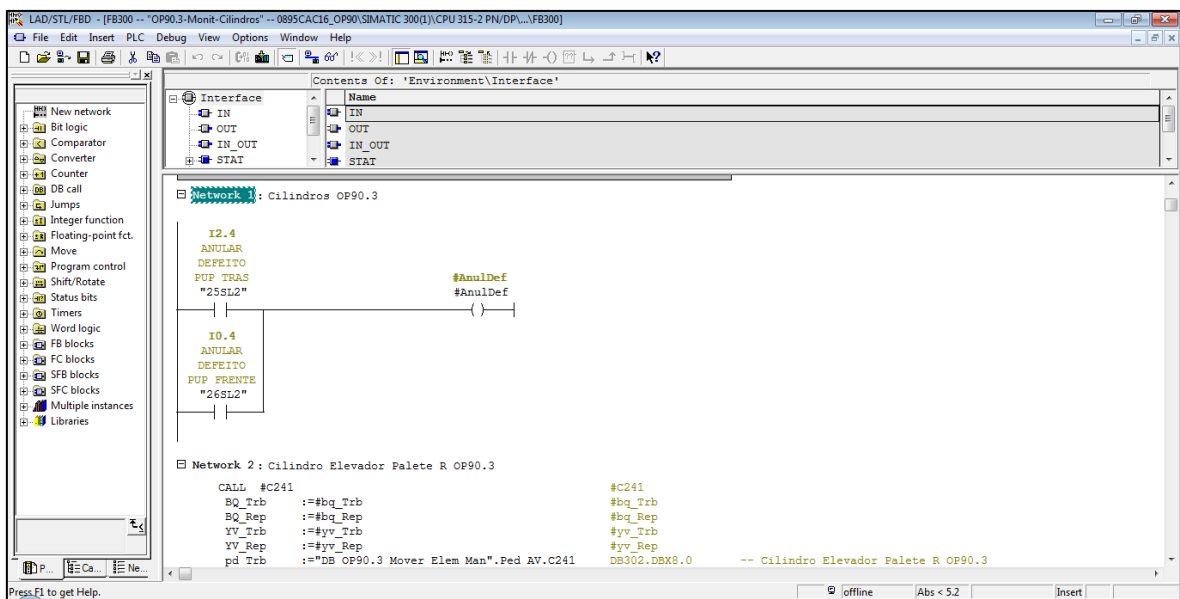 LAD/STL/FBD - [FB300 -- "OP90.3-Monit-Cilindros" -- 0895CAC16_OP90\SIMATIC 300(1)\CPU 315-2 PN/DP\...\FB300]
File Edit Insert PLC Debug View Options Window Help
Contents Of: 'Environment\Interface'
Interface
IN
OUT
IN_OUT
STAT
Name
IN
OUT
IN_OUT
STAT
New network
Bit logic
Comparator
Converter
Counter
DB call
Jumps
Integer function
Floating-point fct.
Move
Program control
Shift/Rotate
Status bits
Timers
Word logic
FB blocks
FC blocks
SFB blocks
SFC blocks
Multiple instances
Libraries
P... Ca... Ne...
Network 1: Cilindros OP90.3
I2.4
ANULAR
DEFEITO
PUP TRAS
"25SL2"
#AnulDef
#AnulDef
I0.4
ANULAR
DEFEITO
PUP FRENTE
"26SL2"
Network 2: Cilindro Elevador Palete R OP90.3
CALL #C241 #C241
BQ_Trb :=#bq_Trb #bq_Trb
BQ_Rep :=#bq_Rep #bq_Rep
YV_Trb :=#yv_Trb #yv_Trb
YV_Rep :=#yv_Rep #yv_Rep
pd Trb :="DB OP90.3 Mover Elem Man".Ped AV.C241 DB302.DBX8.0 -- Cilindro Elevador Palete R OP90.3
Press F1 to get Help.
offline
Abs < 5.2
Insert